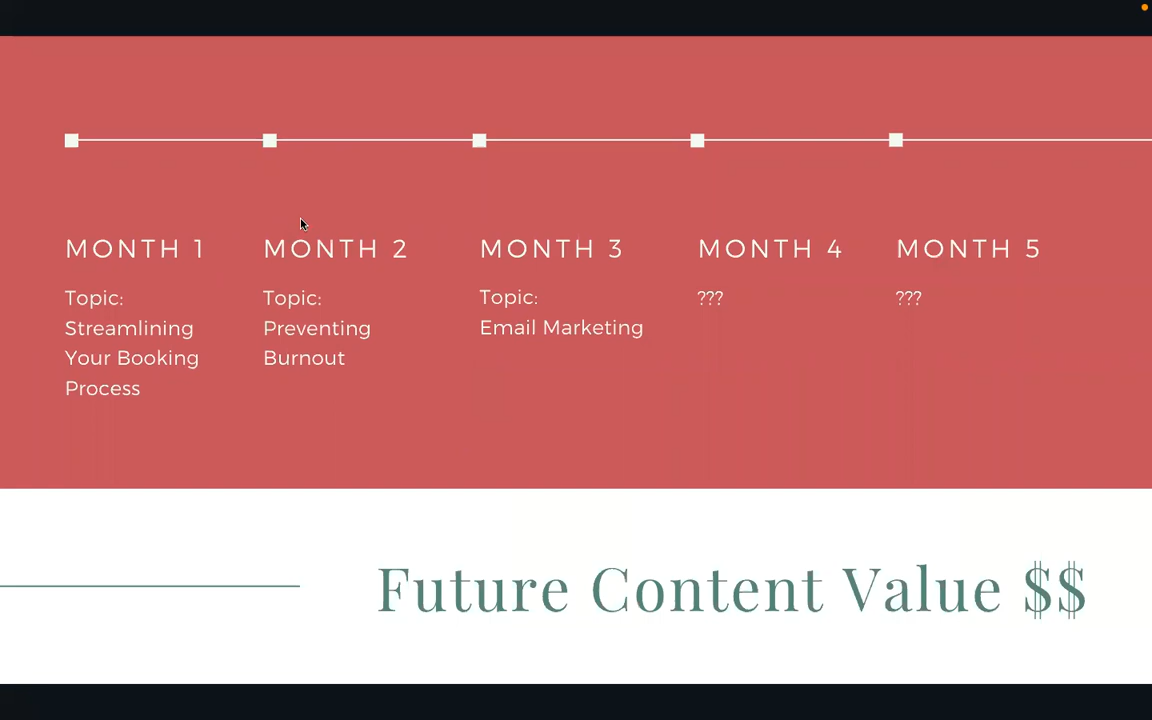 MONTH 1
Topic:
Streamlining
Your Booking
Process
MONTH 2
Topic:
Preventing
Burnout
MONTH 3
Topic:
Email Marketing
MONTH 4
???
MONTH 5
???
Future Content Value $$